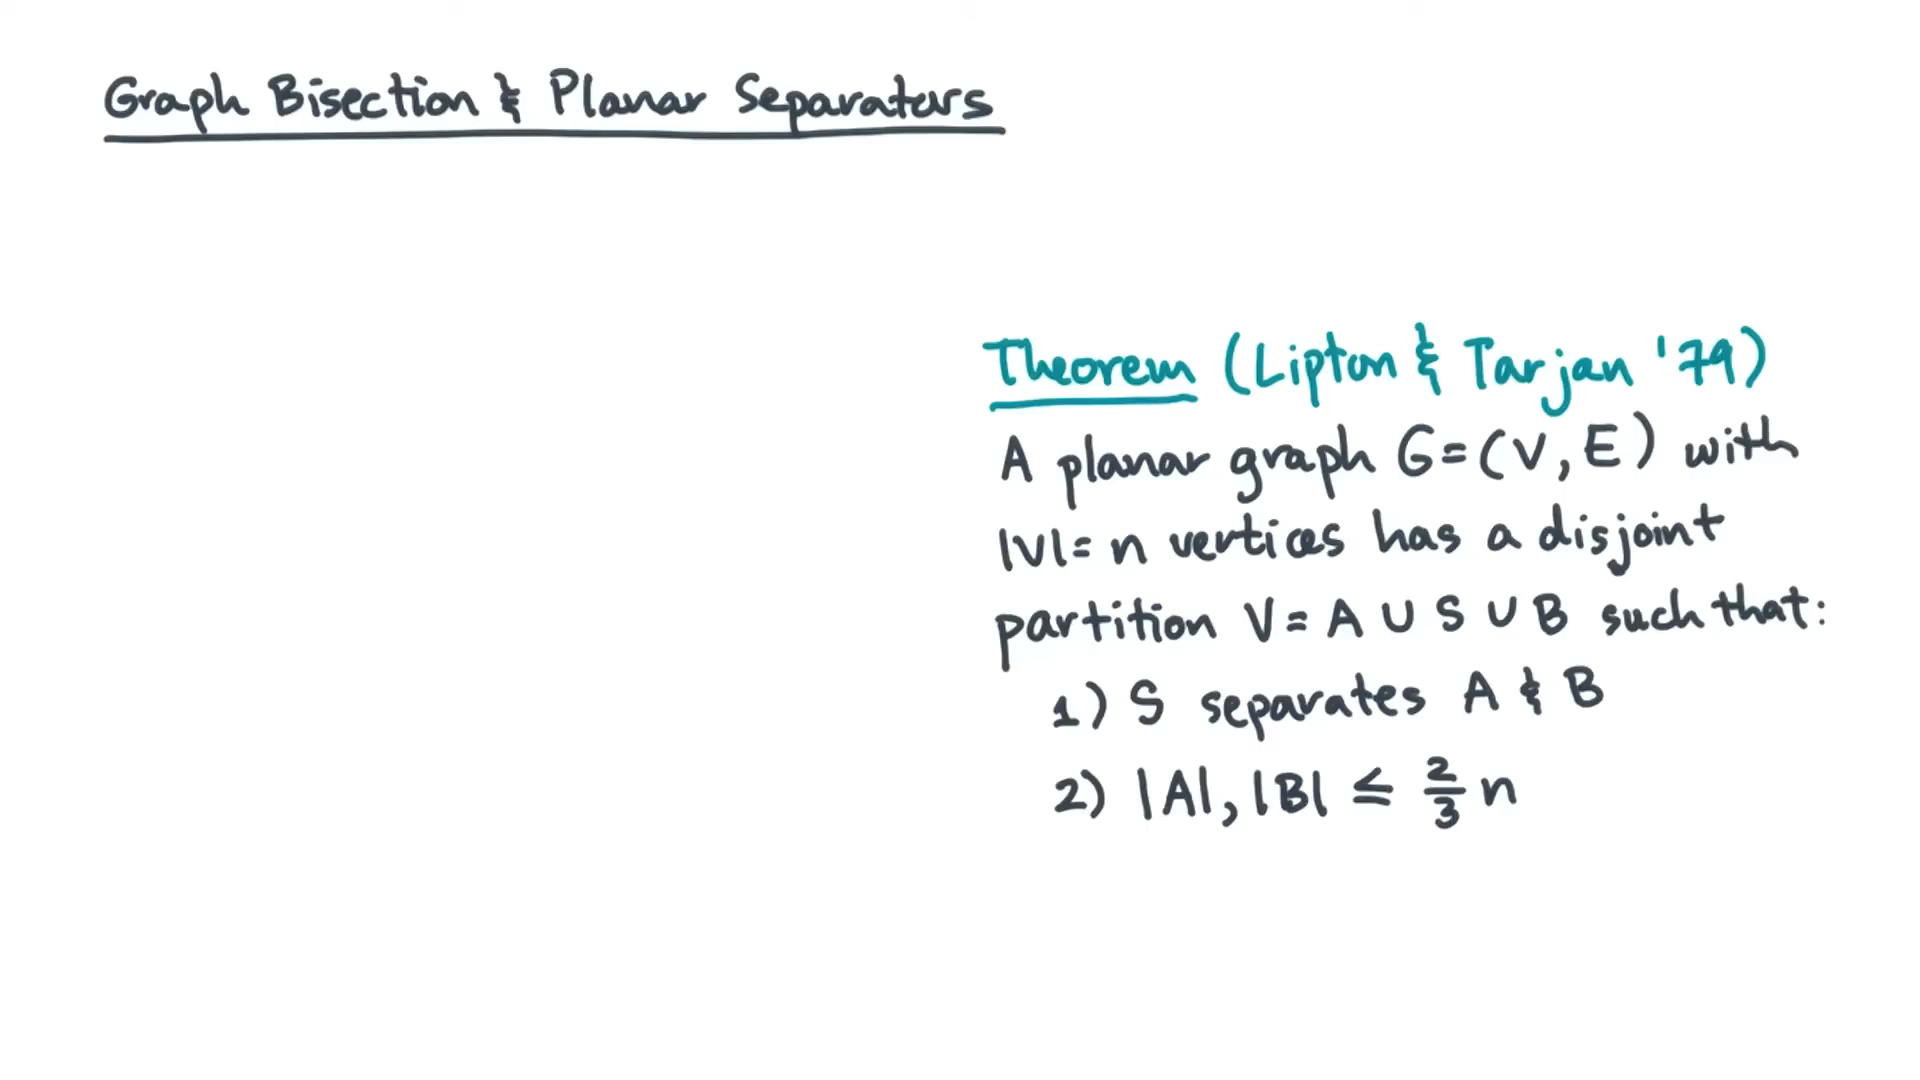 Graph Bisection & Planar Separators
Theorem (Lipton & Tarjan '79)
A planar graph G=(V,E) with
|V|=n vertices has a disjoint
partition V=A∪S∪B such that:
1) S separates A & B
2) |A|,|B| ≤ 2/3 n